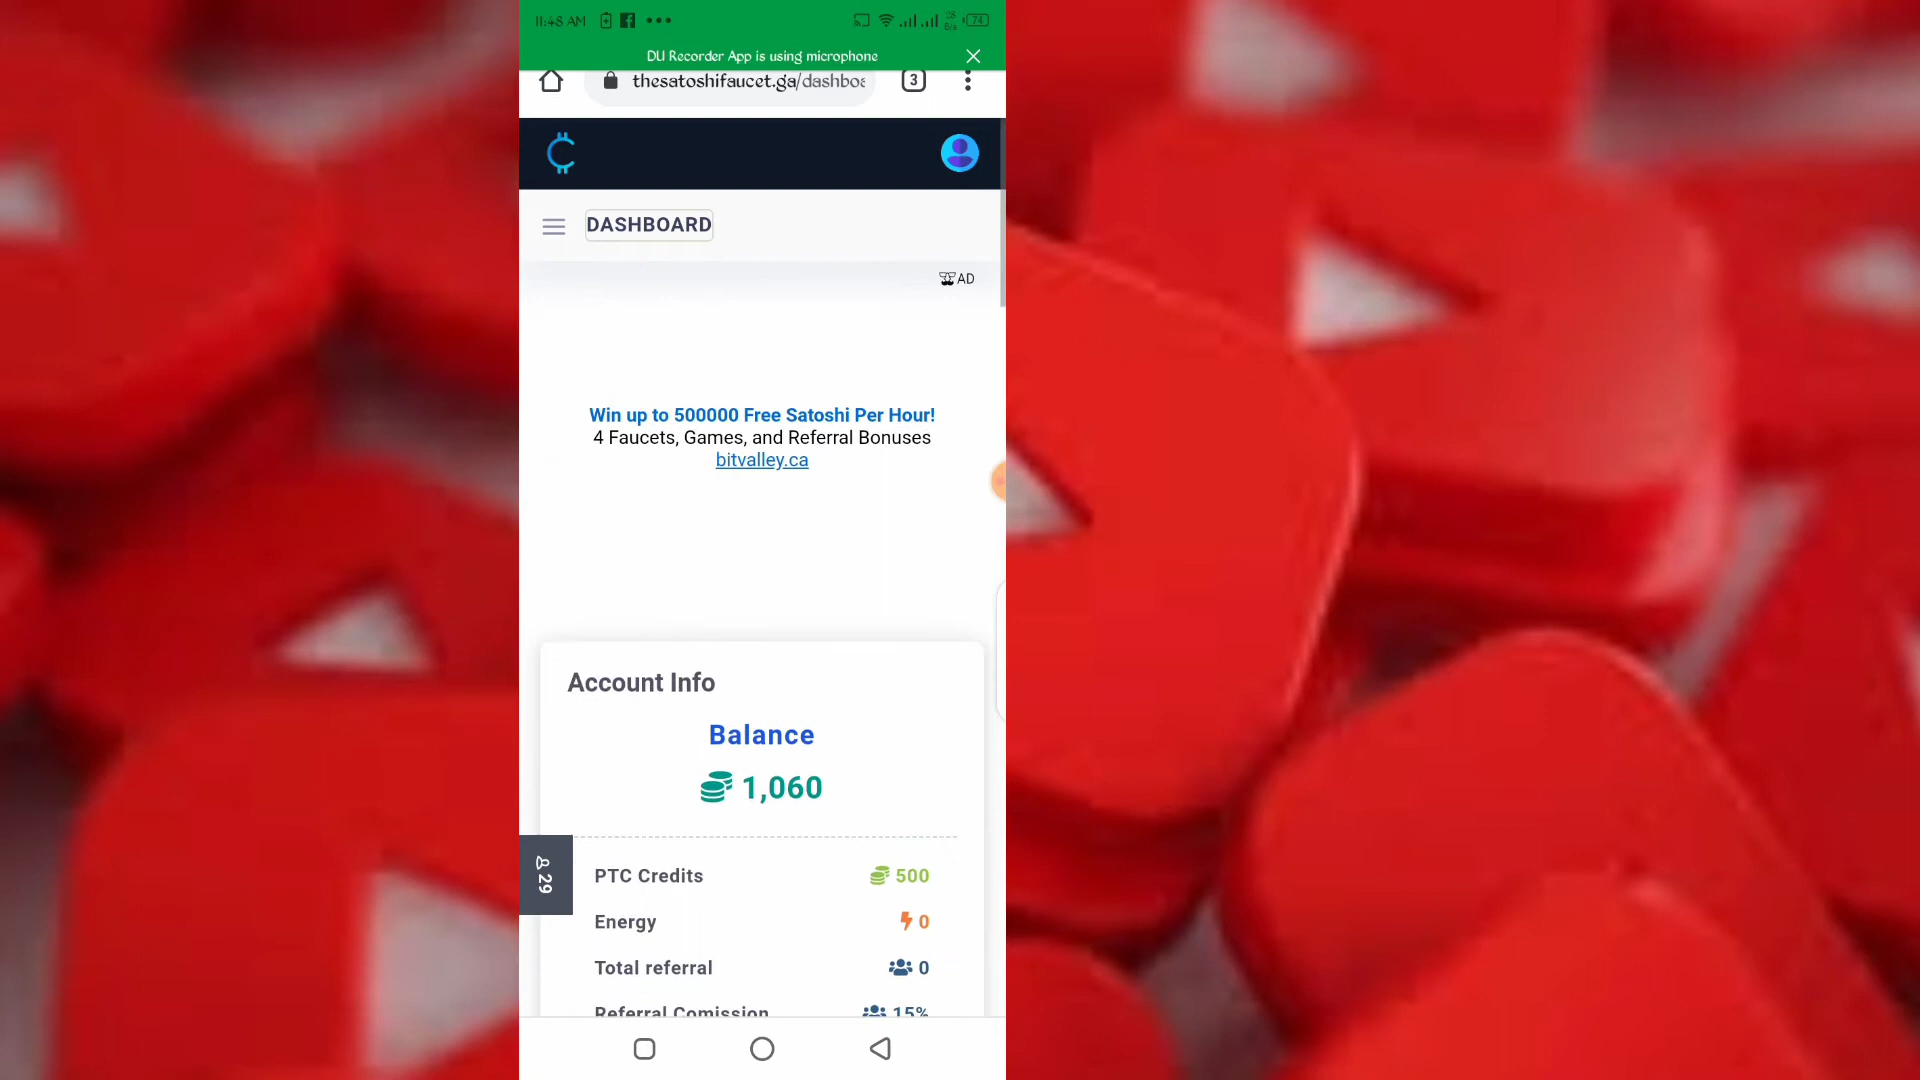 11:48 AM
74
DU Recorder App is using microphone
thesatoshifaucet.ga/dashboa
3
DASHBOARD
AD
Win up to 500000 Free Satoshi Per Hour!
4 Faucets, Games, and Referral Bonuses
bitvalley.ca
Account Info
Balance
1,060
PTC Credits 500
29
Energy 0
Total referral 0
Referral Comission 15%